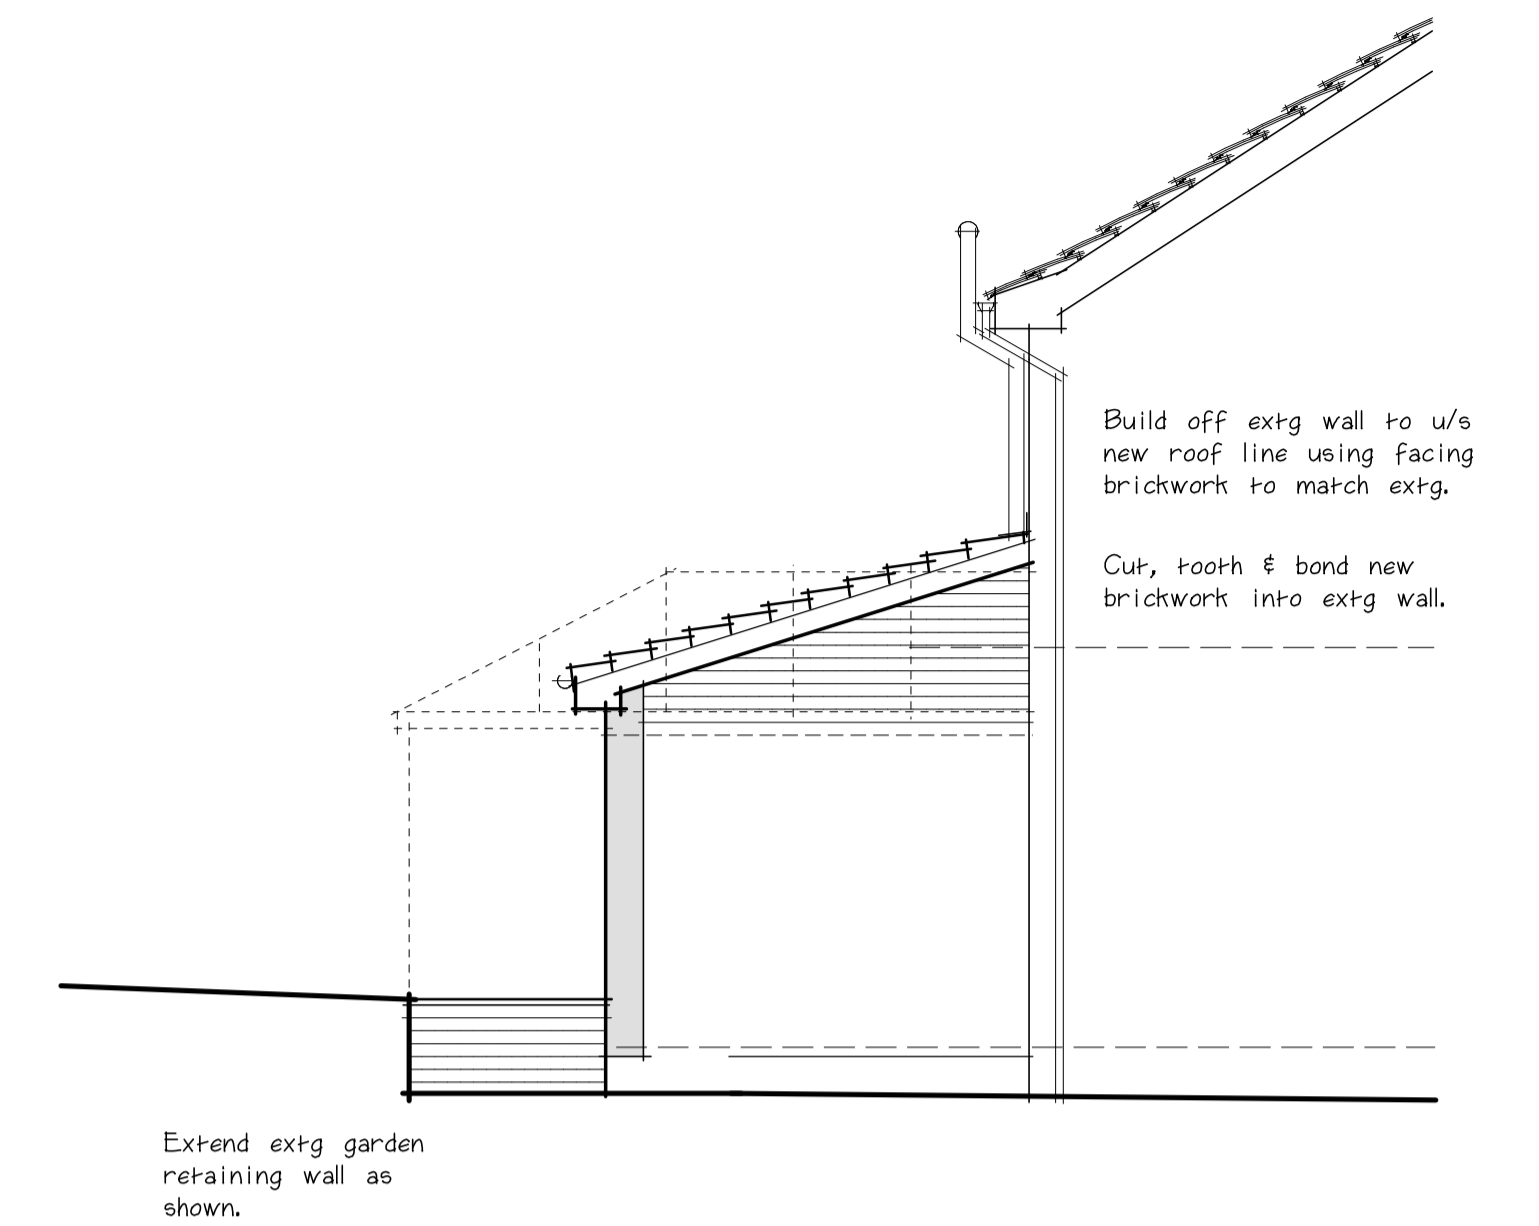 Build off extg wall to u/s
new roof line using facing
brickwork to match extg.
Cut, tooth & bond new
brickwork into extg wall.
Extend extg garden
retaining wall as
shown.